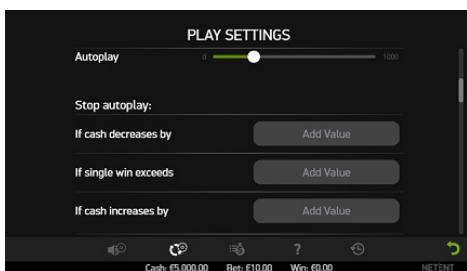 PLAY SETTINGS
Autoplay 0 1000
Stop autoplay:
If cash decreases by Add Value
If single win exceeds Add Value
If cash increases by Add Value
?
Cash: €5,000.00 Bet: €10.00 Win: €0.00 NETENT